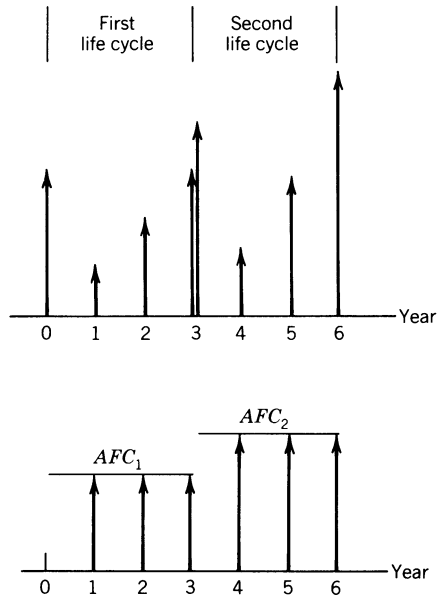 First Second
life cycle life cycle
Year
0 1 2 3 4 5 6
AFC₂
AFC₁
Year
0 1 2 3 4 5 6